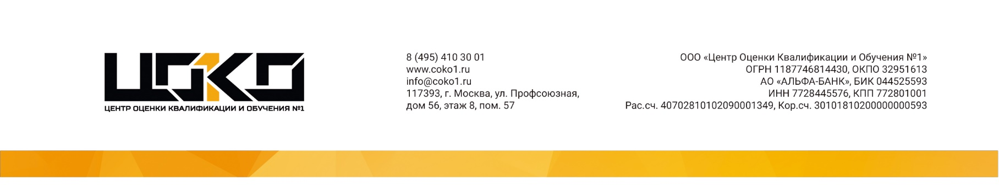 ЦОКО
ЦЕНТР ОЦЕНКИ КВАЛИФИКАЦИИ И ОБУЧЕНИЯ №1
8 (495) 410 30 01
www.coko1.ru
info@coko1.ru
117393, г. Москва, ул. Профсоюзная,
дом 56, этаж 8, пом. 57
ООО «Центр Оценки Квалификации и Обучения №1»
ОГРН 1187746814430, ОКПО 32951613
АО «АЛЬФА-БАНК», БИК 044525593
ИНН 7728445576, КПП 772801001
Рас.сч. 40702810102090001349, Кор.сч. 30101810200000000593